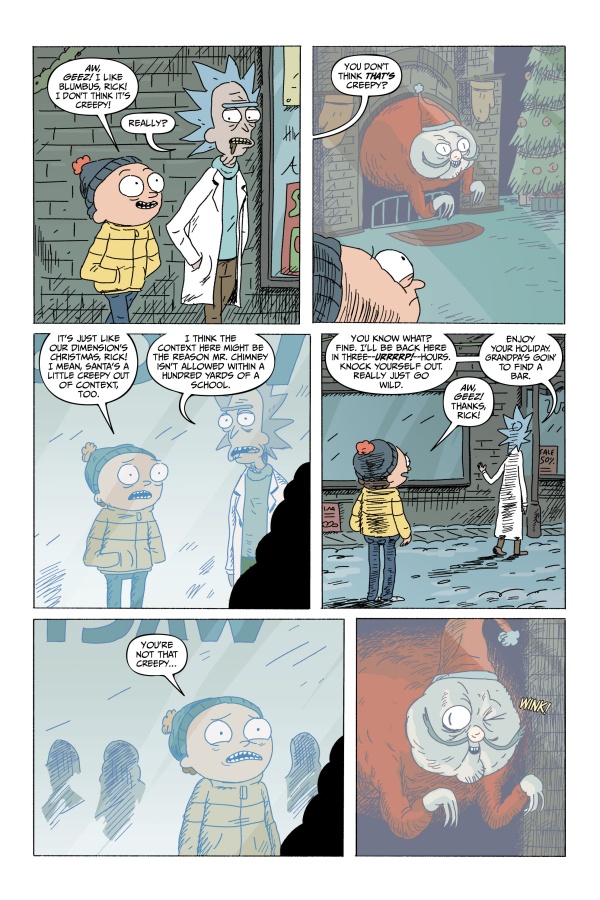 AW,
GEEZ! I LIKE
BLUMBUS, RICK!
I DON'T THINK IT'S
CREEPY!
REALLY?
YOU DON'T
THINK THAT'S
CREEPY?
IT'S JUST LIKE
OUR DIMENSION'S
CHRISTMAS, RICK!
I MEAN, SANTA'S A
LITTLE CREEPY OUT
OF CONTEXT,
TOO.
I THINK THE
CONTEXT HERE MIGHT BE
THE REASON MR. CHIMNEY
ISN'T ALLOWED WITHIN A
HUNDRED YARDS OF A
SCHOOL.
YOU KNOW WHAT?
FINE. I'LL BE BACK HERE
IN THREE--URRRRP!--HOURS.
KNOCK YOURSELF OUT.
REALLY JUST GO
WILD.
AW,
GEEZ!
THANKS,
RICK!
ENJOY
YOUR HOLIDAY.
GRANDPA'S GOIN'
TO FIND A
BAR.
SALE
50%
YOU'RE
NOT THAT
CREEPY...
WINK!